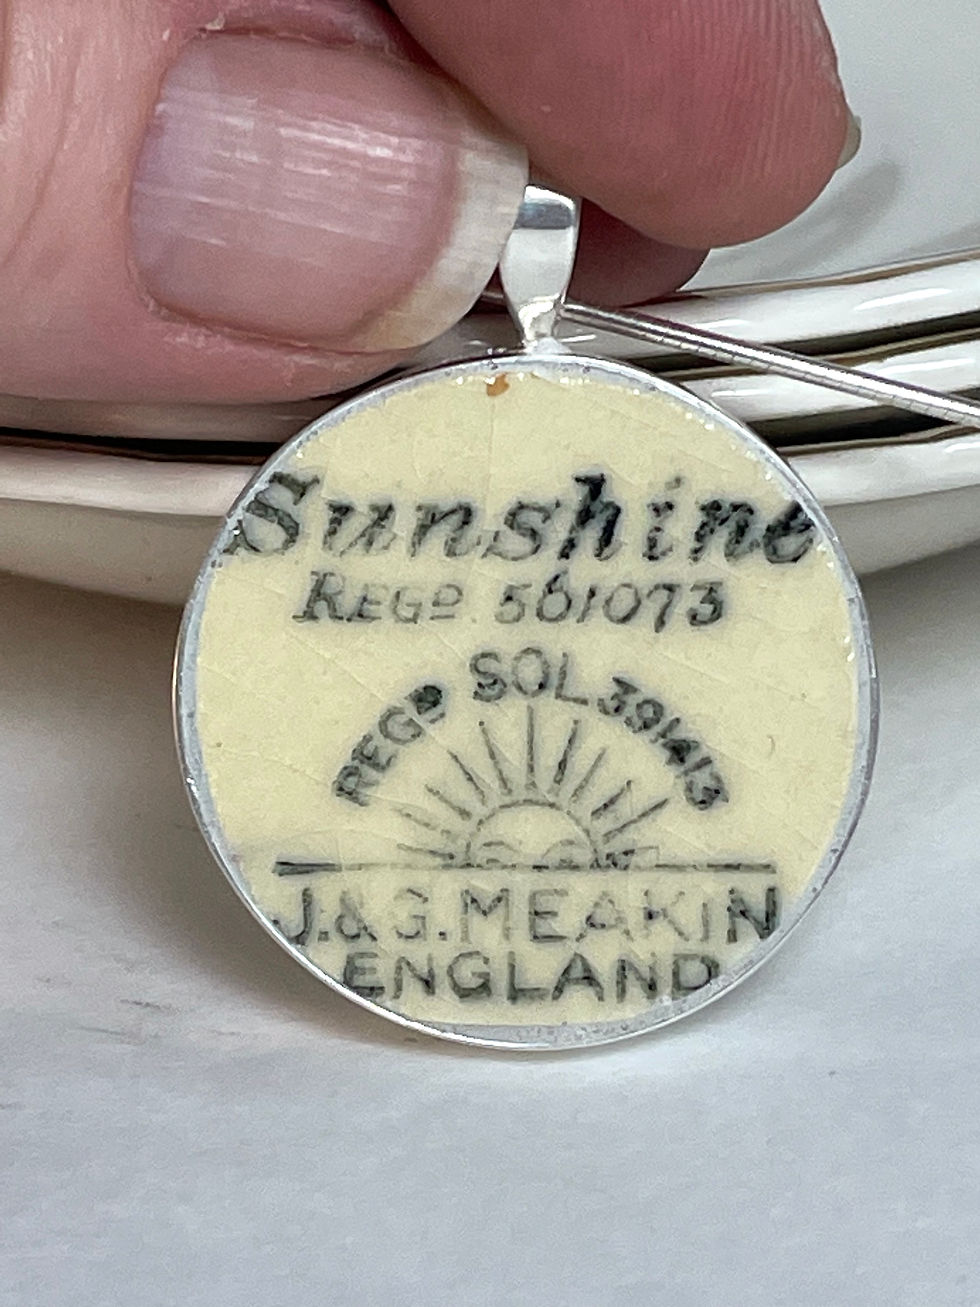 Sunshine
REGD. 561073
REGD SOL 391413
J.&G. MEAKIN
ENGLAND